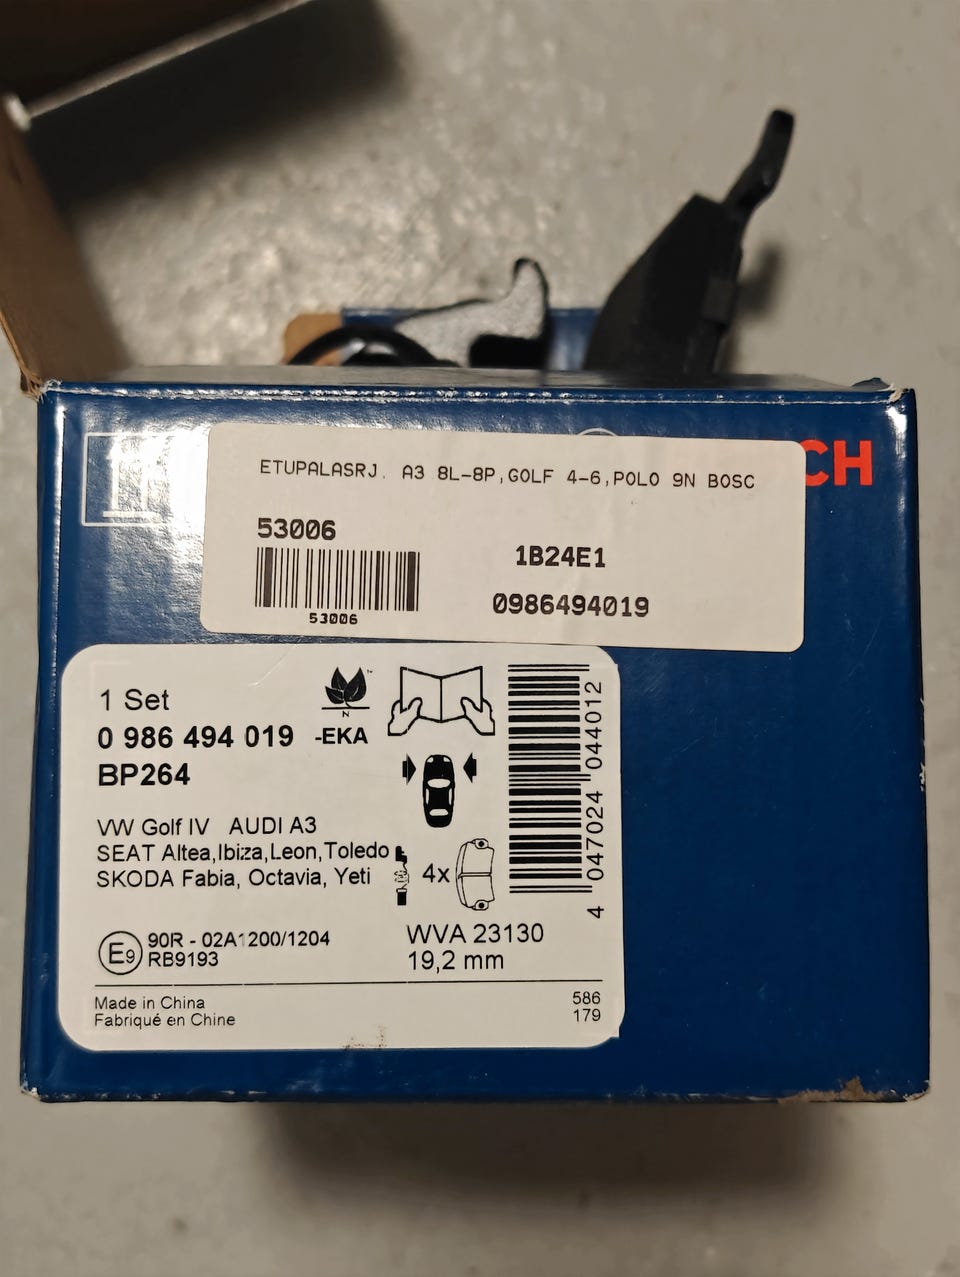 CH
ETUPALASRJ. A3 8L-8P,GOLF 4-6,POLO 9N BOSC
53006
1B24E1
53006
0986494019
1 Set
0 986 494 019 -EKA
BP264
N
VW Golf IV AUDI A3
SEAT Altea,Ibiza,Leon,Toledo
SKODA Fabia, Octavia, Yeti
4x
4 047024 044012
E9
90R - 02A1200/1204
RB9193
WVA 23130
19,2 mm
Made in China
Fabriqué en Chine
586
179